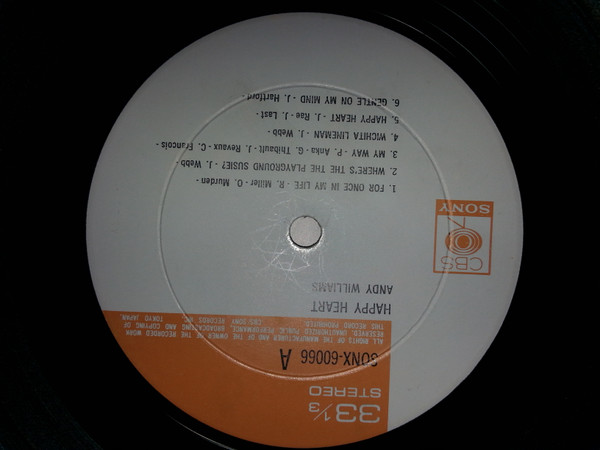 33 1/3
STEREO
SONX-60066 A
ALL RIGHTS OF THE MANUFACTURER AND OF THE OWNER OF THE RECORDED WORK
RESERVED. UNAUTHORIZED PUBLIC PERFORMANCE, BROADCASTING AND COPYING OF
THIS RECORD PROHIBITED. CBS/SONY RECORDS INC. TOKYO JAPAN.
HAPPY HEART
ANDY WILLIAMS
CBS
SONY
1. FOR ONCE IN MY LIFE - R. Miller-O. Murden -
2. WHERE'S THE PLAYGROUND SUSIE? - J. Webb -
3. MY WAY - P. Anka-G. Thibault-J. Revaux-C. Francois -
4. WICHITA LINEMAN - J. Webb -
5. HAPPY HEART - J. Rae-J. Last -
6. GENTLE ON MY MIND - J. Hartford -